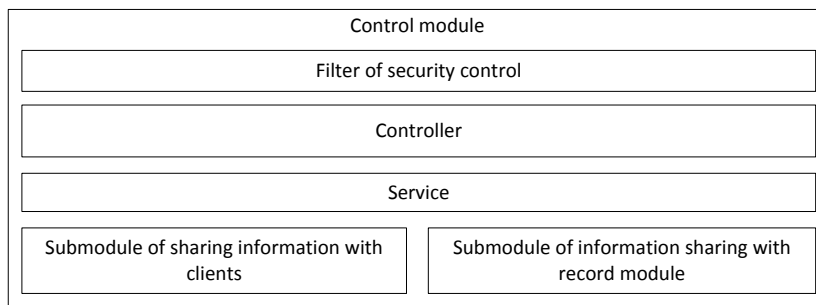 Control module
Filter of security control
Controller
Service
Submodule of sharing information with
clients
Submodule of information sharing with
record module